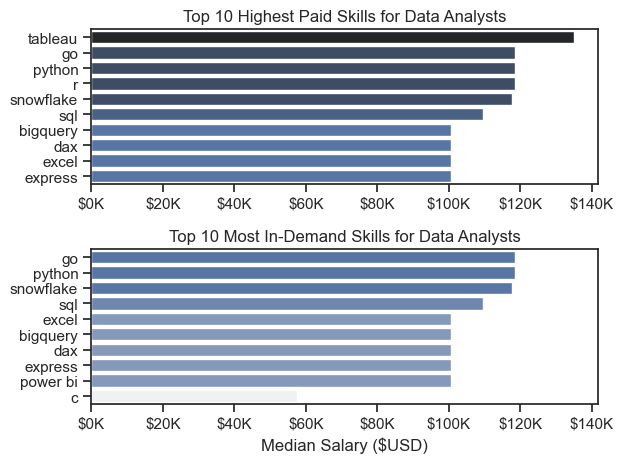 Top 10 Highest Paid Skills for Data Analysts
tableau
go
python
r
snowflake
sql
bigquery
dax
excel
express
$0K $20K $40K $60K $80K $100K $120K $140K
Top 10 Most In-Demand Skills for Data Analysts
go
python
snowflake
sql
excel
bigquery
dax
express
power bi
c
$0K $20K $40K $60K $80K $100K $120K $140K
Median Salary ($USD)